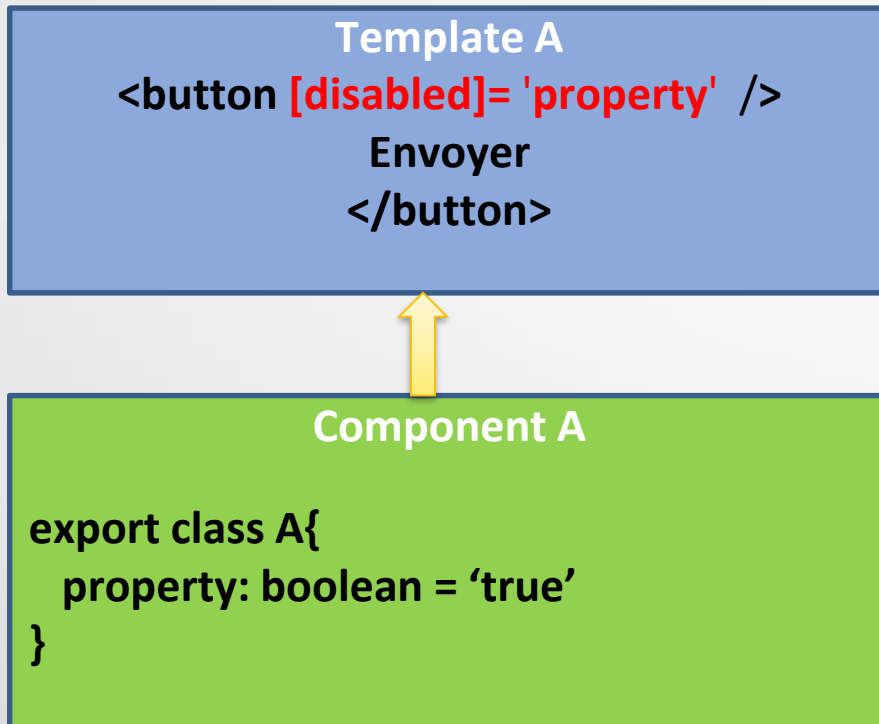 Template A
<button [disabled]= 'property'  />
Envoyer
</button>
Component A
export class A{
property: boolean = ‘true’
}